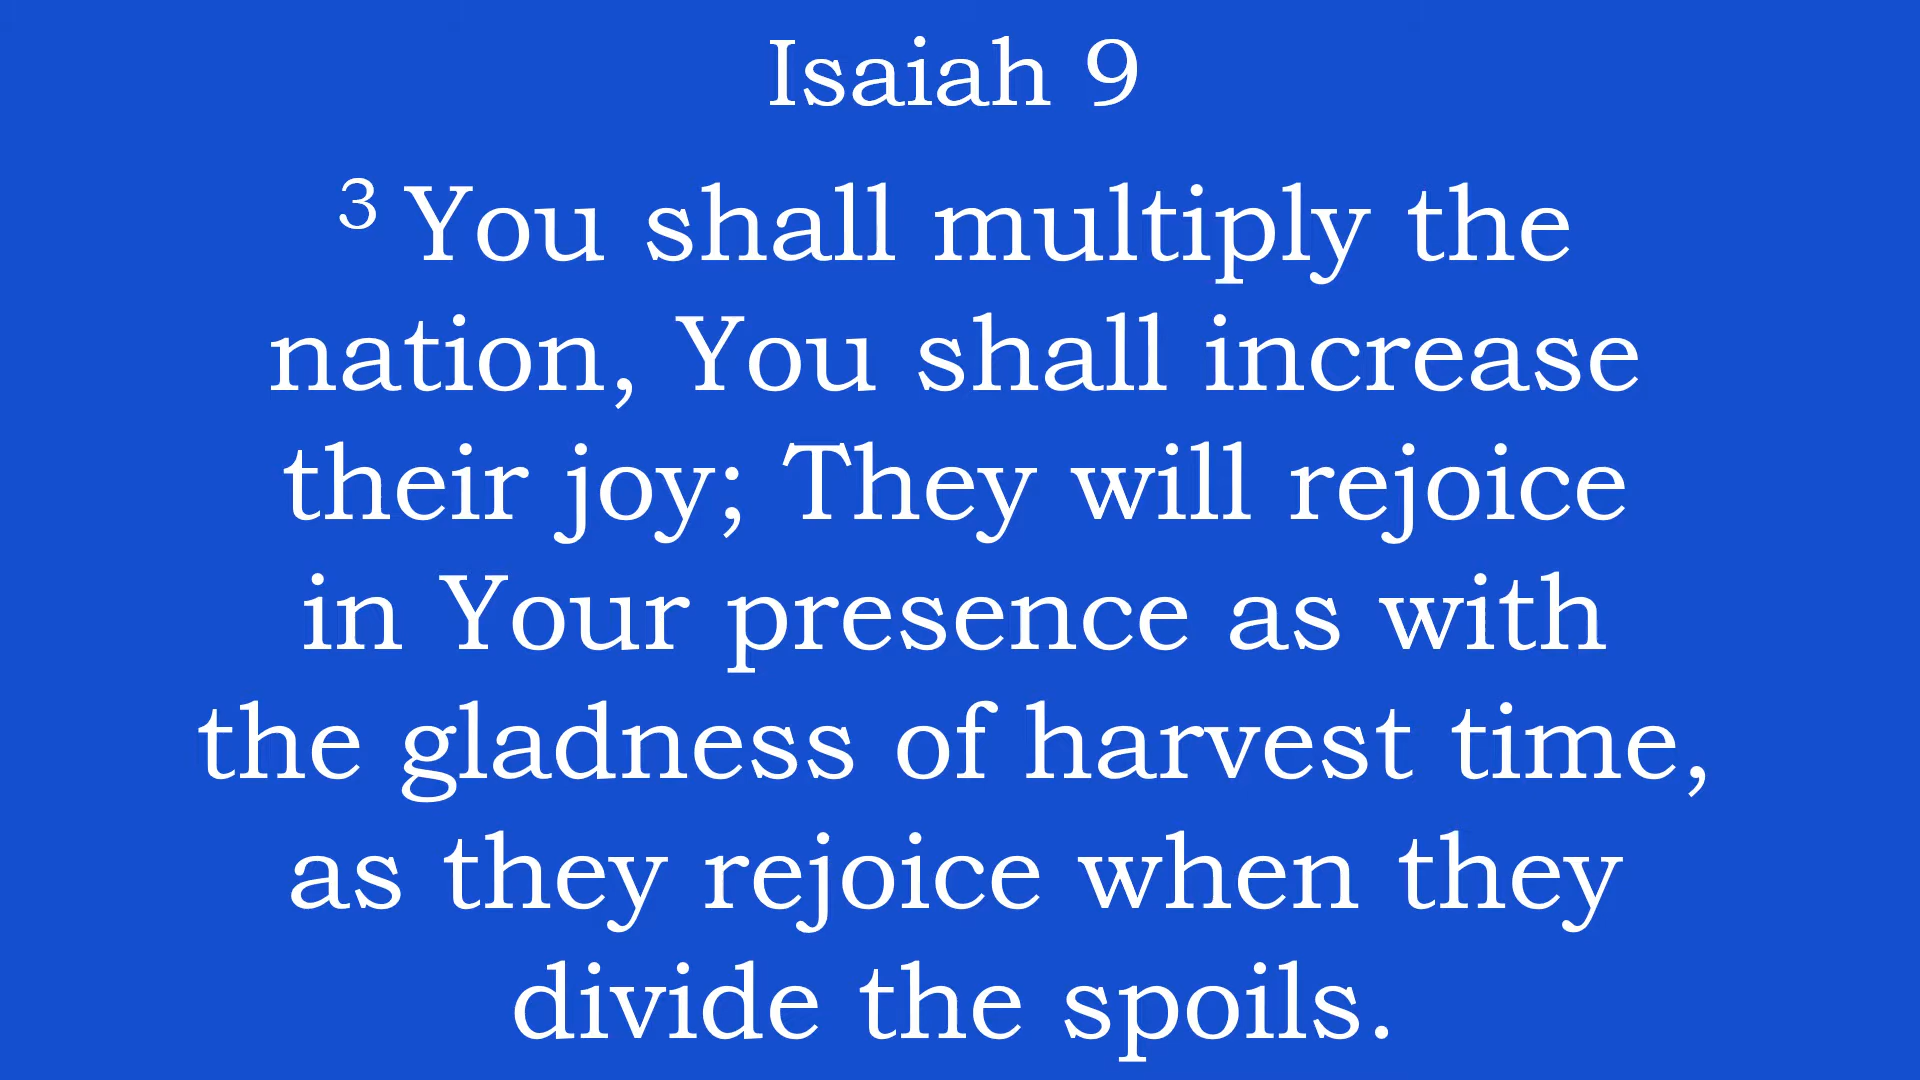 Isaiah 9
3 You shall multiply the
nation, You shall increase
their joy; They will rejoice
in Your presence as with
the gladness of harvest time,
as they rejoice when they
divide the spoils.